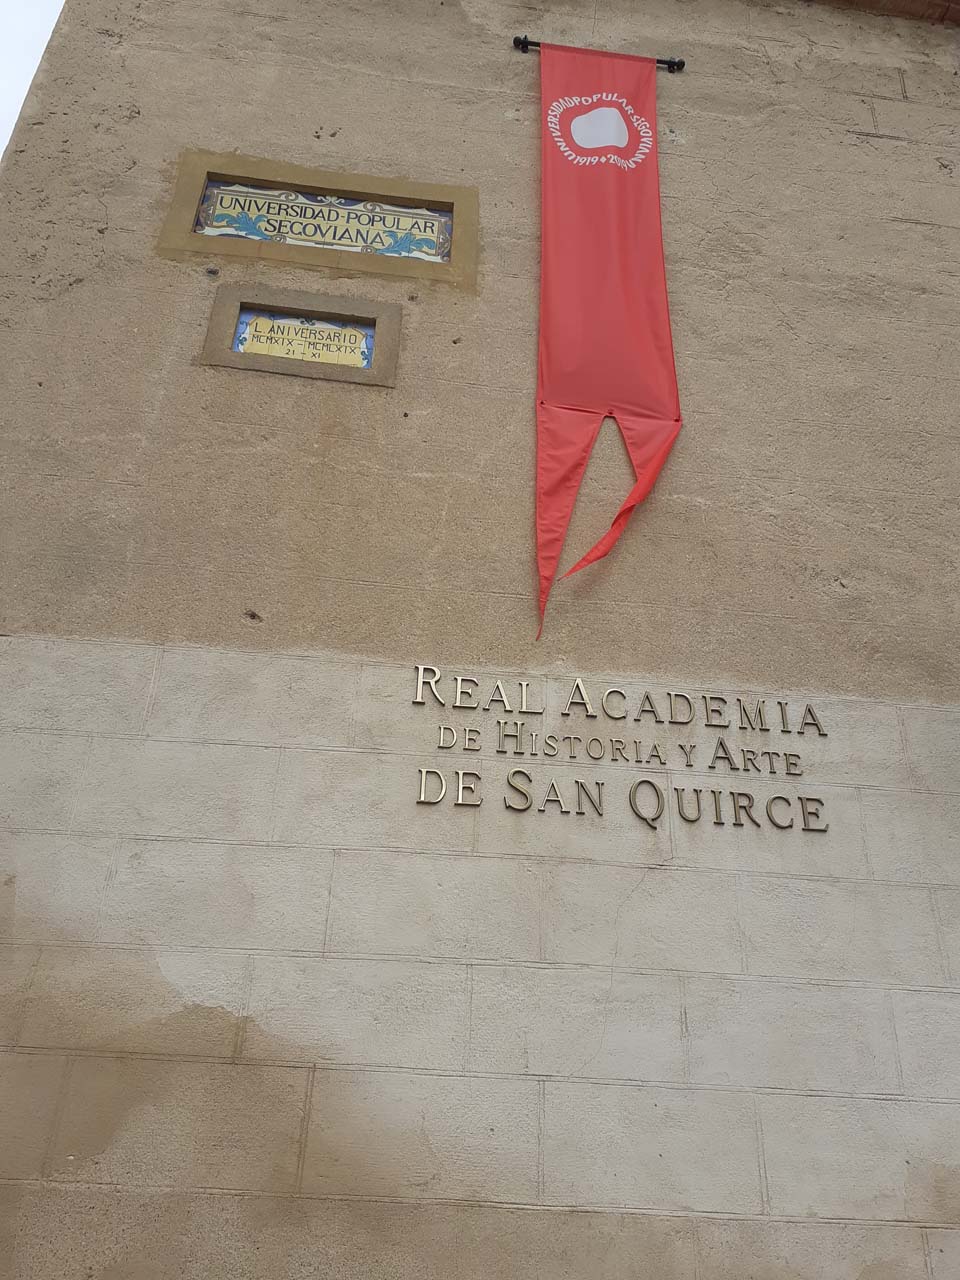 UNIVERSIDAD POPULAR SEGOVIANA
1919 • 2019
UNIVERSIDAD·POPULAR
SEGOVIANA
L. ANIVERSARIO
MCMXIX - MCMLXIX
21 - XI
REAL ACADEMIA
DE HISTORIA Y ARTE
DE SAN QUIRCE